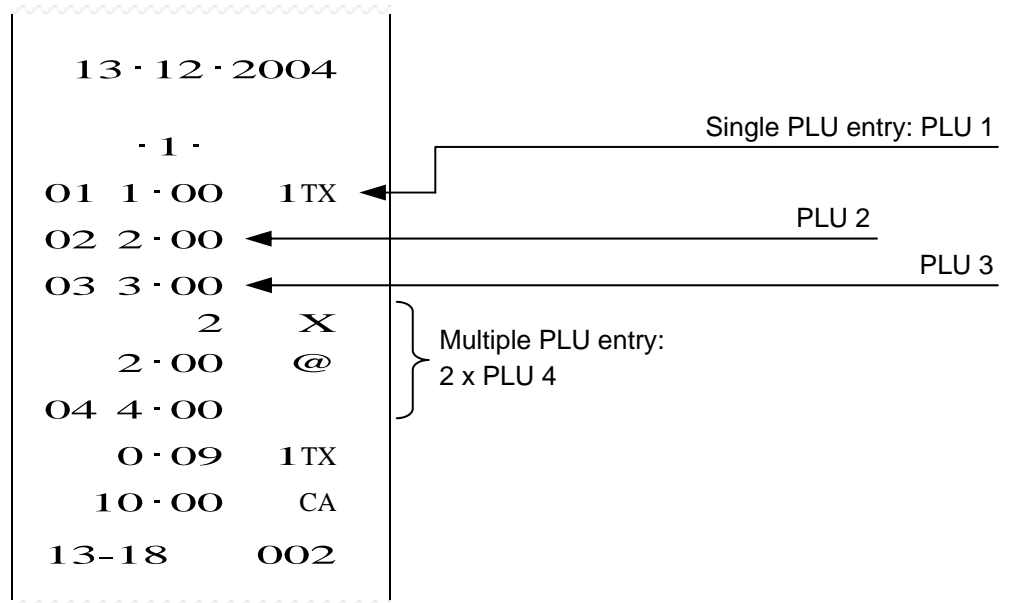 13·12·2004
Single PLU entry: PLU 1
·1·
01 1·00 1TX
PLU 2
02 2·00
PLU 3
03 3·00
2 X
Multiple PLU entry:
2·00 @
2 x PLU 4
04 4·00
0·09 1TX
10·00 CA
13-18 002